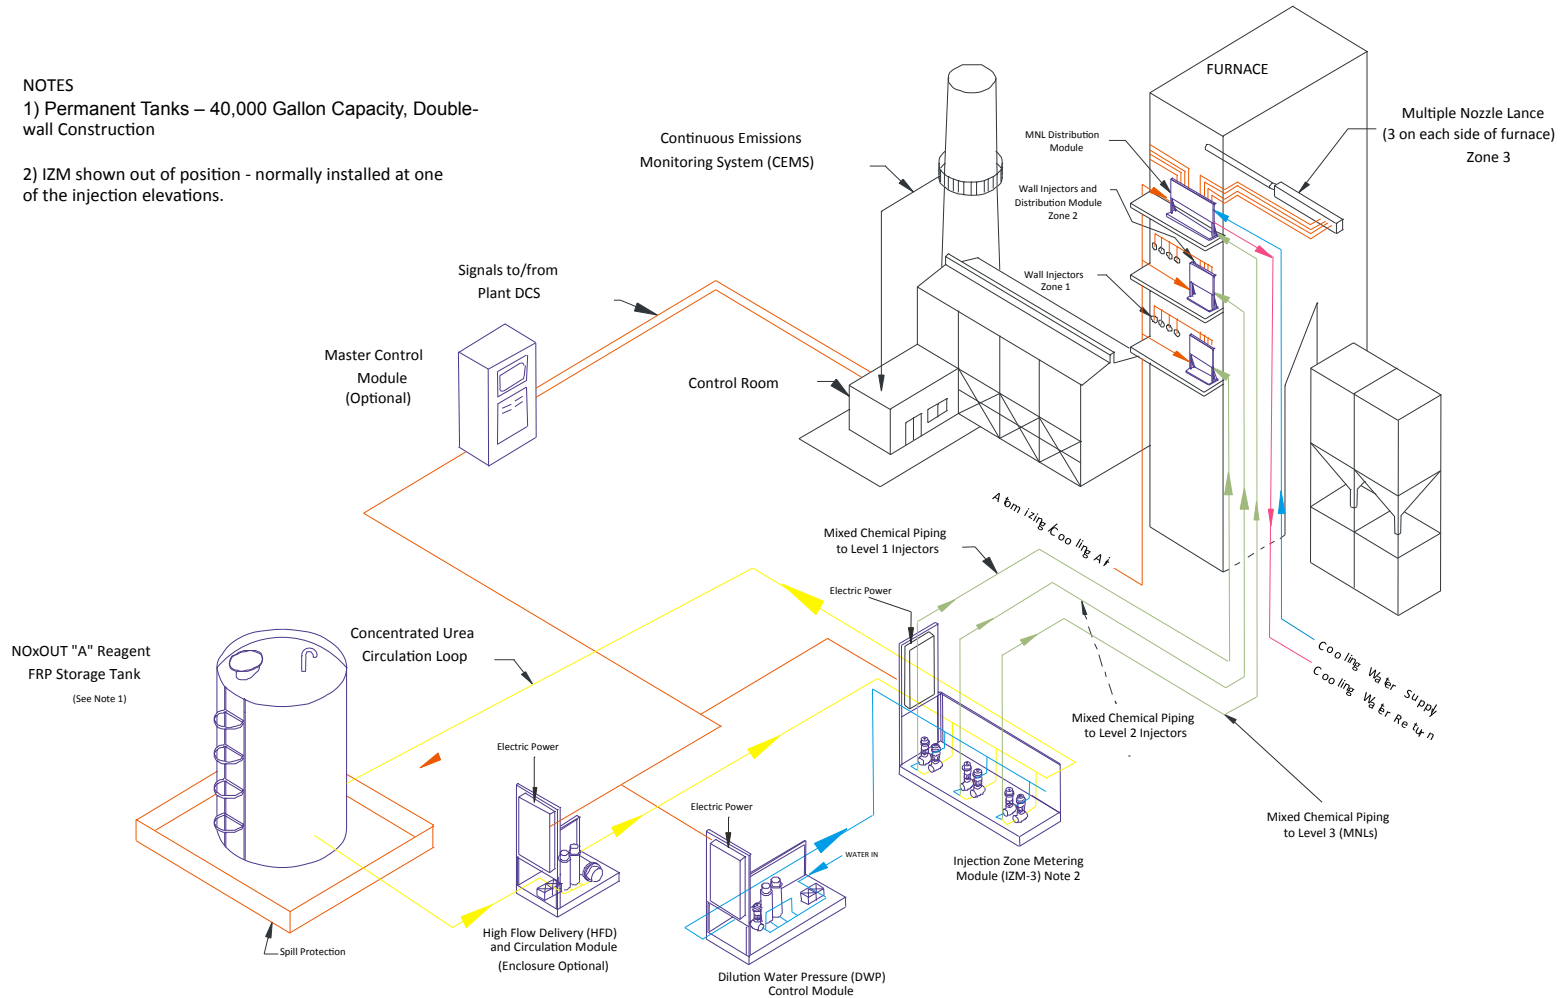 NOTES
1) Permanent Tanks – 40,000 Gallon Capacity, Double-
wall Construction
2) IZM shown out of position - normally installed at one
of the injection elevations.
FURNACE
Multiple Nozzle Lance
(3 on each side of furnace)
Zone 3
MNL Distribution
Module
Continuous Emissions
Monitoring System (CEMS)
Wall Injectors and
Distribution Module
Zone 2
Wall Injectors
Zone 1
Signals to/from
Plant DCS
Master Control
Module
(Optional)
Control Room
Atomizing/Cooling Air
Mixed Chemical Piping
to Level 1 Injectors
Electric Power
NOxOUT "A" Reagent
FRP Storage Tank
(See Note 1)
Concentrated Urea
Circulation Loop
Cooling Water Supply
Cooling Water Return
Mixed Chemical Piping
to Level 2 Injectors
Electric Power
Electric Power
Mixed Chemical Piping
to Level 3 (MNLs)
WATER IN
Injection Zone Metering
Module (IZM-3) Note 2
Spill Protection
High Flow Delivery (HFD)
and Circulation Module
(Enclosure Optional)
Dilution Water Pressure (DWP)
Control Module